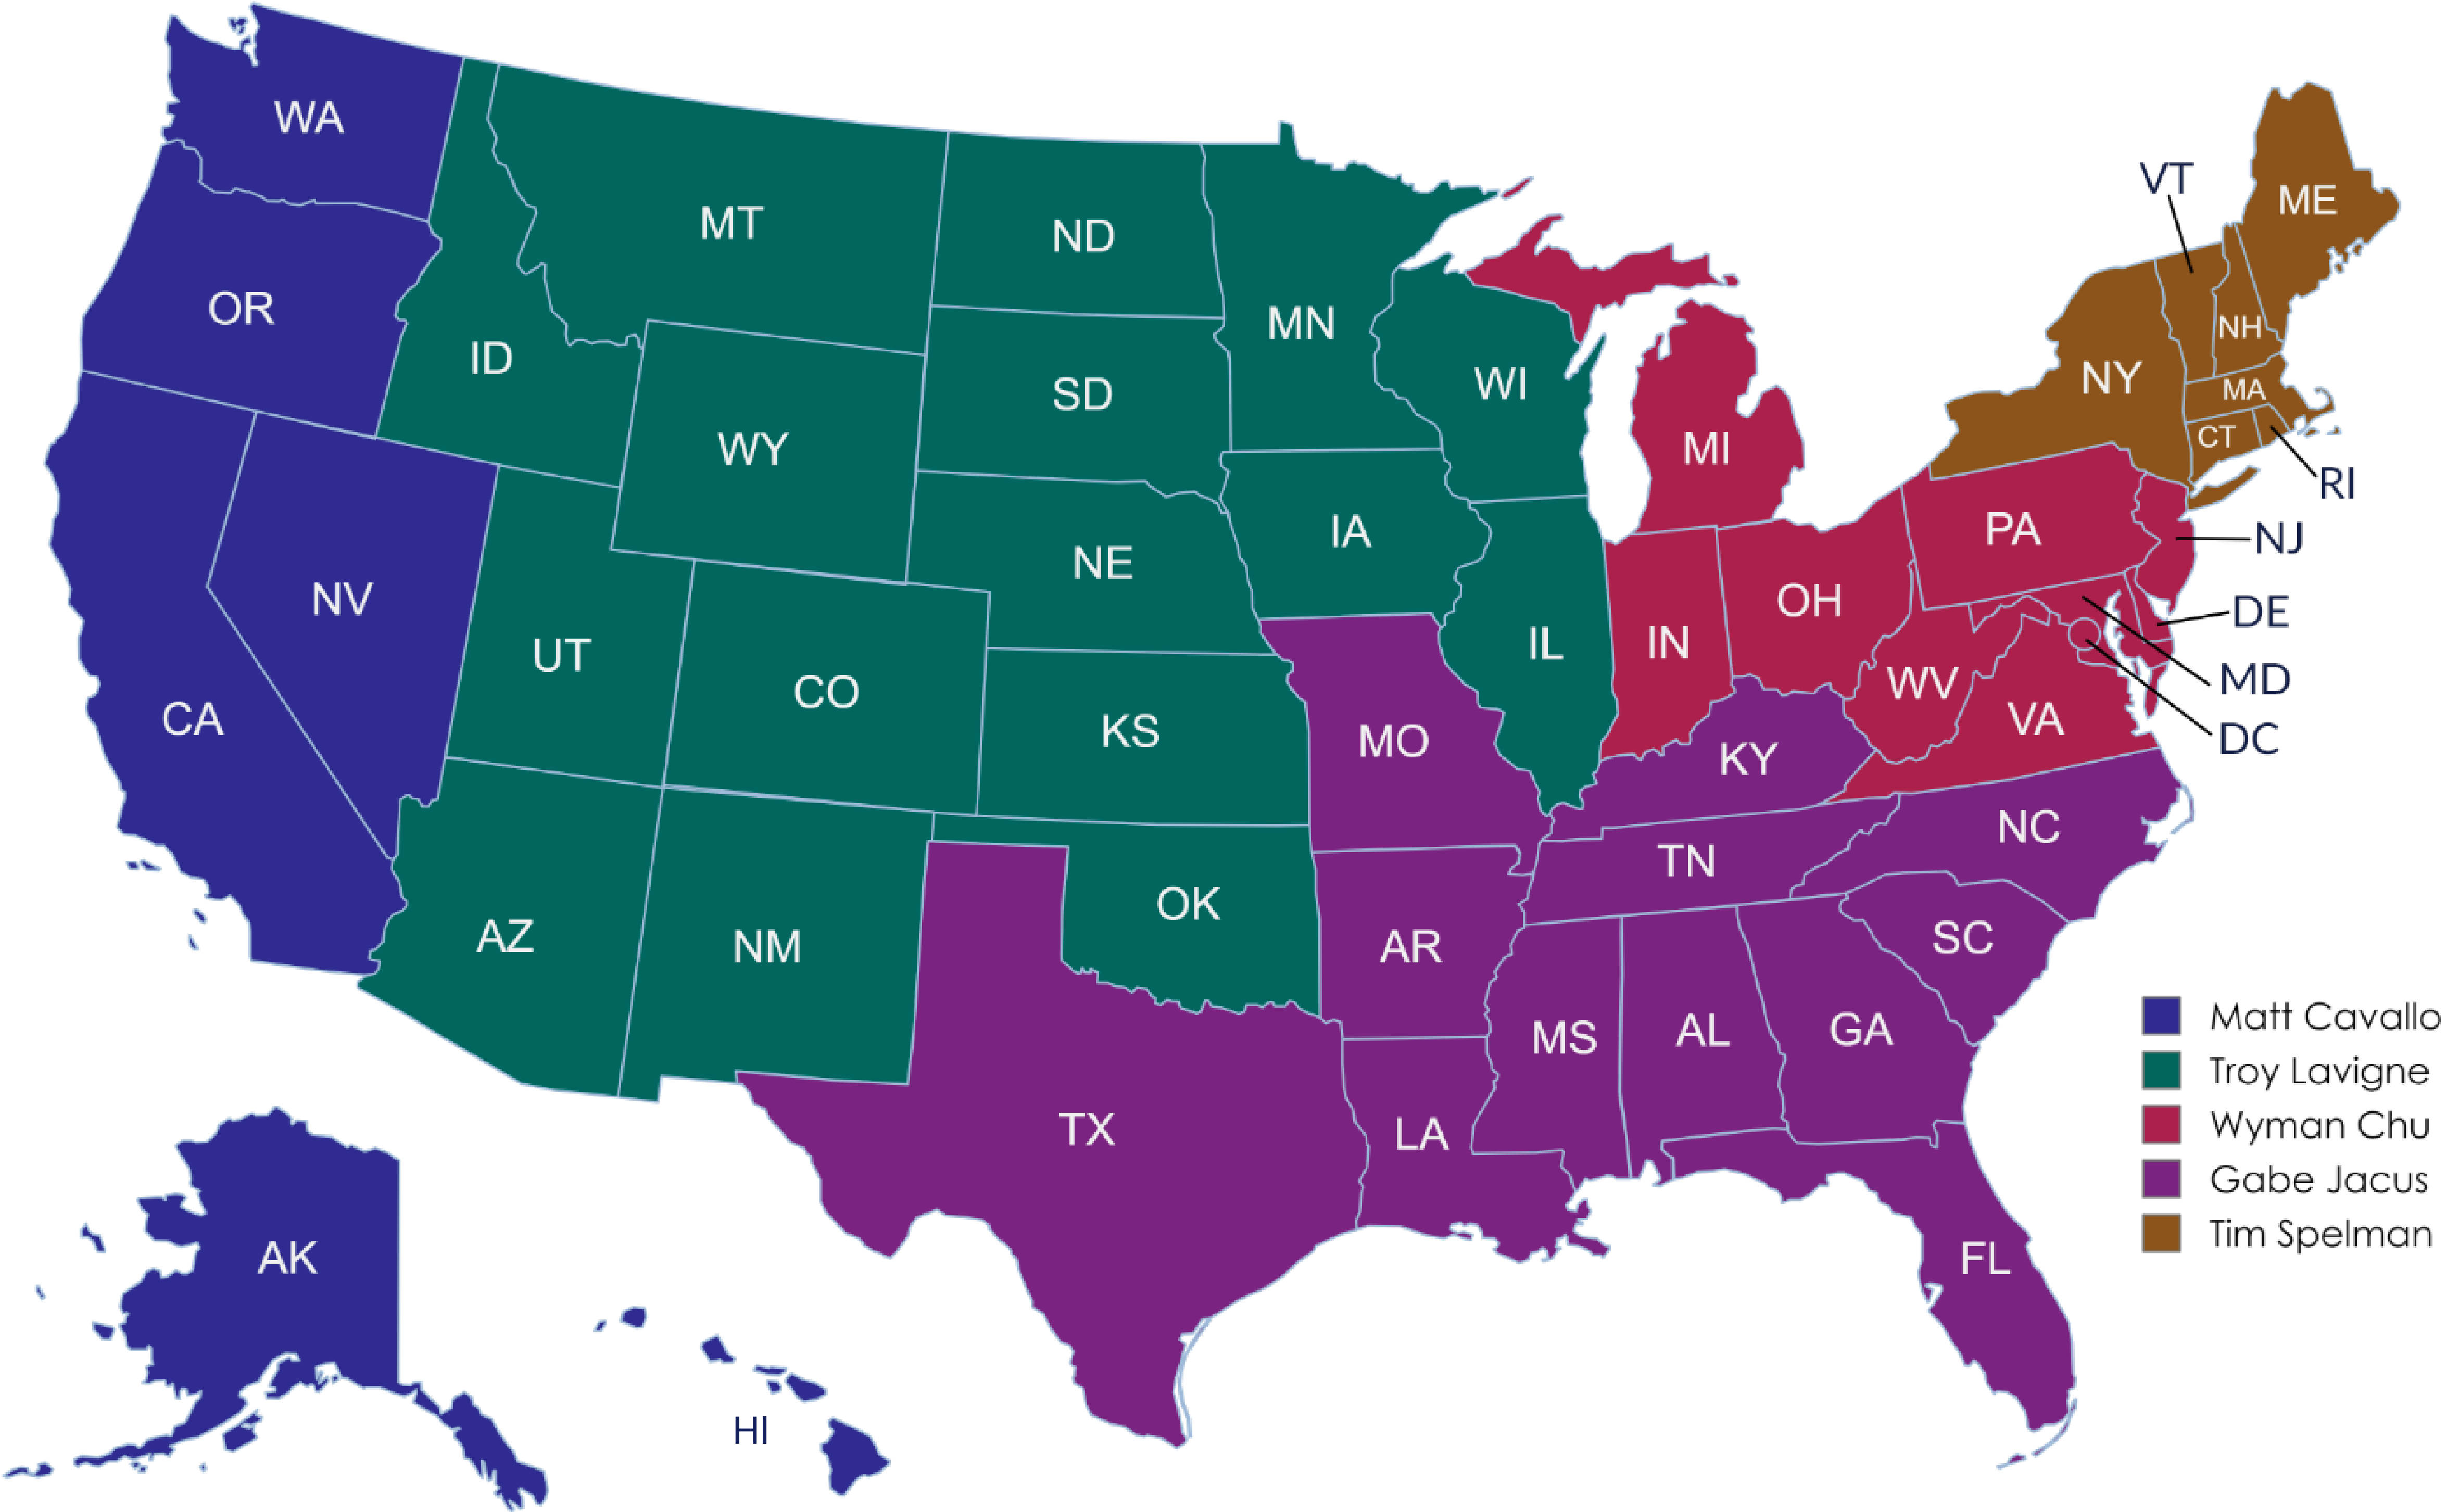 WA
OR
CA
NV
ID
MT
WY
UT
CO
AZ
NM
ND
SD
NE
KS
OK
TX
MN
IA
MO
AR
LA
WI
IL
MI
IN
OH
KY
TN
MS
AL
GA
FL
SC
NC
VA
WV
PA
NY
VT
NH
ME
MA
CT
RI
NJ
DE
MD
DC
AK
HI
Matt Cavallo
Troy Lavigne
Wyman Chu
Gabe Jacus
Tim Spelman